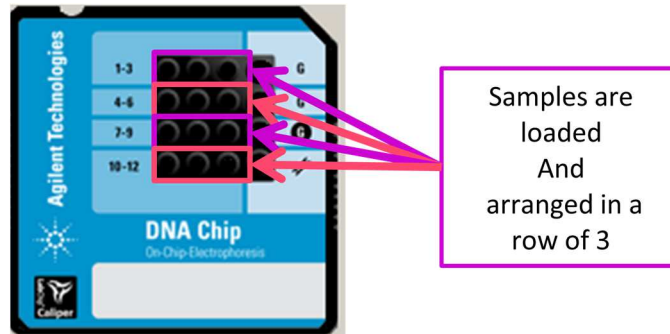 Agilent Technologies
1-3
G
4-6
G
7-9
G
10-12
DNA Chip
On-Chip-Electrophoresis
Caliper
Samples are
loaded
And
arranged in a
row of 3